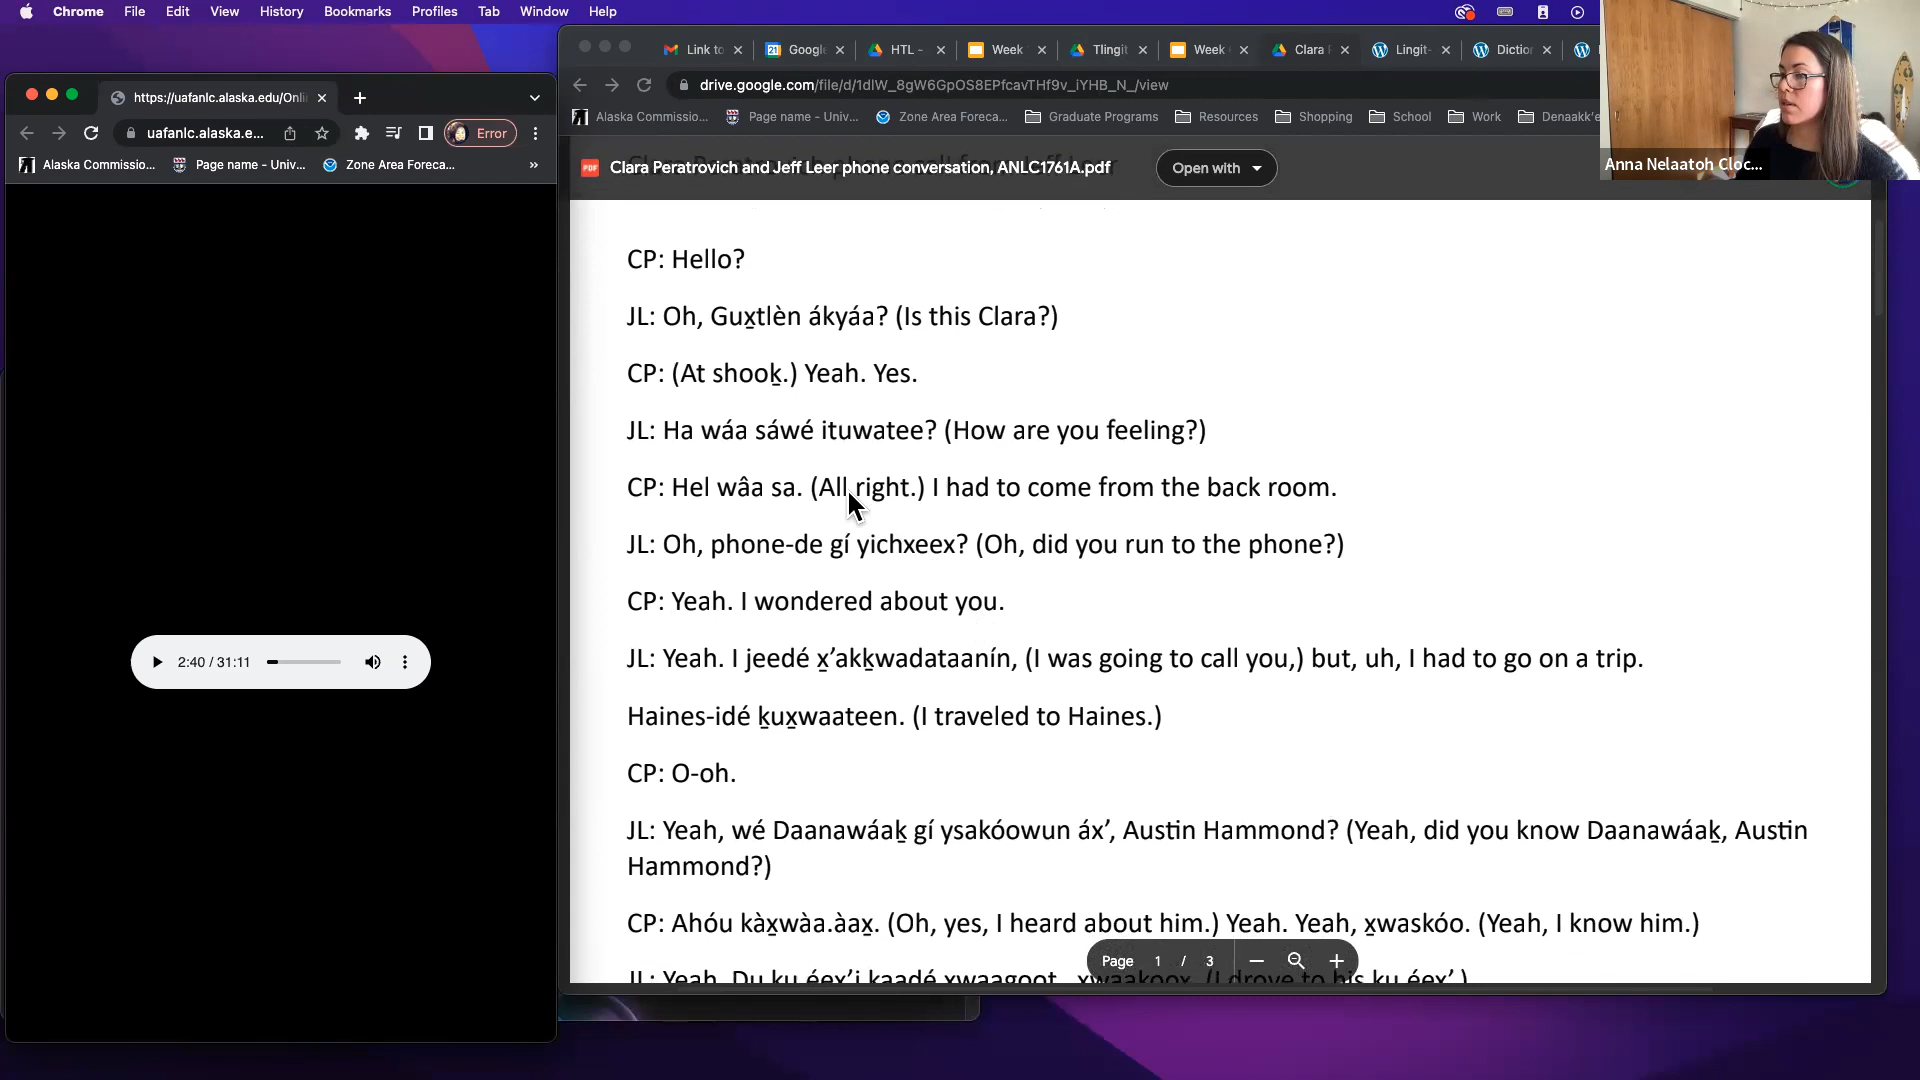 Chrome File Edit View History Bookmarks Profiles Tab Window Help
https://uafanlc.alaska.edu/Onli
uafanlc.alaska.e... Error
Alaska Commissio... Page name - Univ... Zone Area Foreca... »
2:40 / 31:11
Link to Google HTL - Week Tlingit Week Clara Lingit- Diction
drive.google.com/file/d/1dlW_8gW6GpOS8EPfcavTHf9v_iYHB_N_/view
Alaska Commissio... Page name - Univ... Zone Area Foreca... Graduate Programs Resources Shopping School Work Denaakk'e
Anna Nelaatoh Cloc...
PDF Clara Peratrovich and Jeff Leer phone conversation, ANLC1761A.pdf Open with
CP: Hello?
JL: Oh, Gux̱tlèn ákyáa? (Is this Clara?)
CP: (At shooḵ.) Yeah. Yes.
JL: Ha wáa sáwé ituwatee? (How are you feeling?)
CP: Hel wâa sa. (All right.) I had to come from the back room.
JL: Oh, phone-de gí yichxeex? (Oh, did you run to the phone?)
CP: Yeah. I wondered about you.
JL: Yeah. I jeedé x̱’akḵwadataanín, (I was going to call you,) but, uh, I had to go on a trip.
Haines-idé ḵux̱waateen. (I traveled to Haines.)
CP: O-oh.
JL: Yeah, wé Daanawáaḵ gí ysakóowun áx’, Austin Hammond? (Yeah, did you know Daanawáaḵ, Austin
Hammond?)
CP: Ahóu kàx̱wàa.àax̱. (Oh, yes, I heard about him.) Yeah. Yeah, x̱waskóo. (Yeah, I know him.)
Page 1 / 3